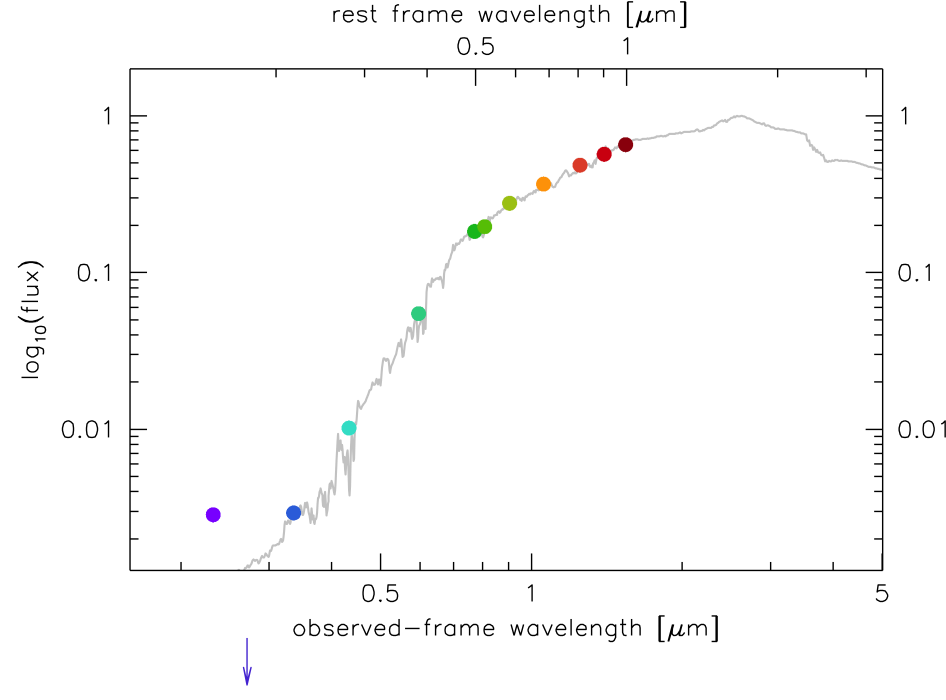 rest frame wavelength [μm]
0.5 1
1 1
0.1 0.1
0.01 0.01
log₁₀(flux)
0.5 1 5
observed-frame wavelength [μm]